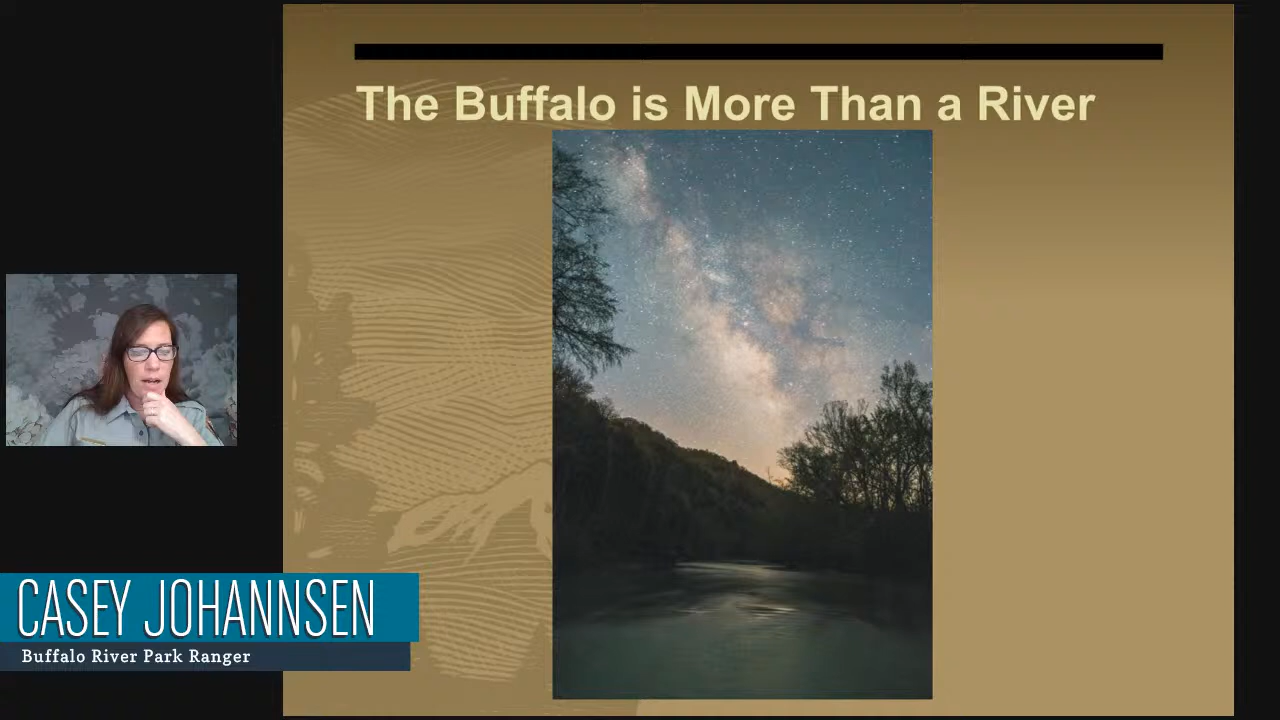 The Buffalo is More Than a River
CASEY JOHANNSEN
Buffalo River Park Ranger